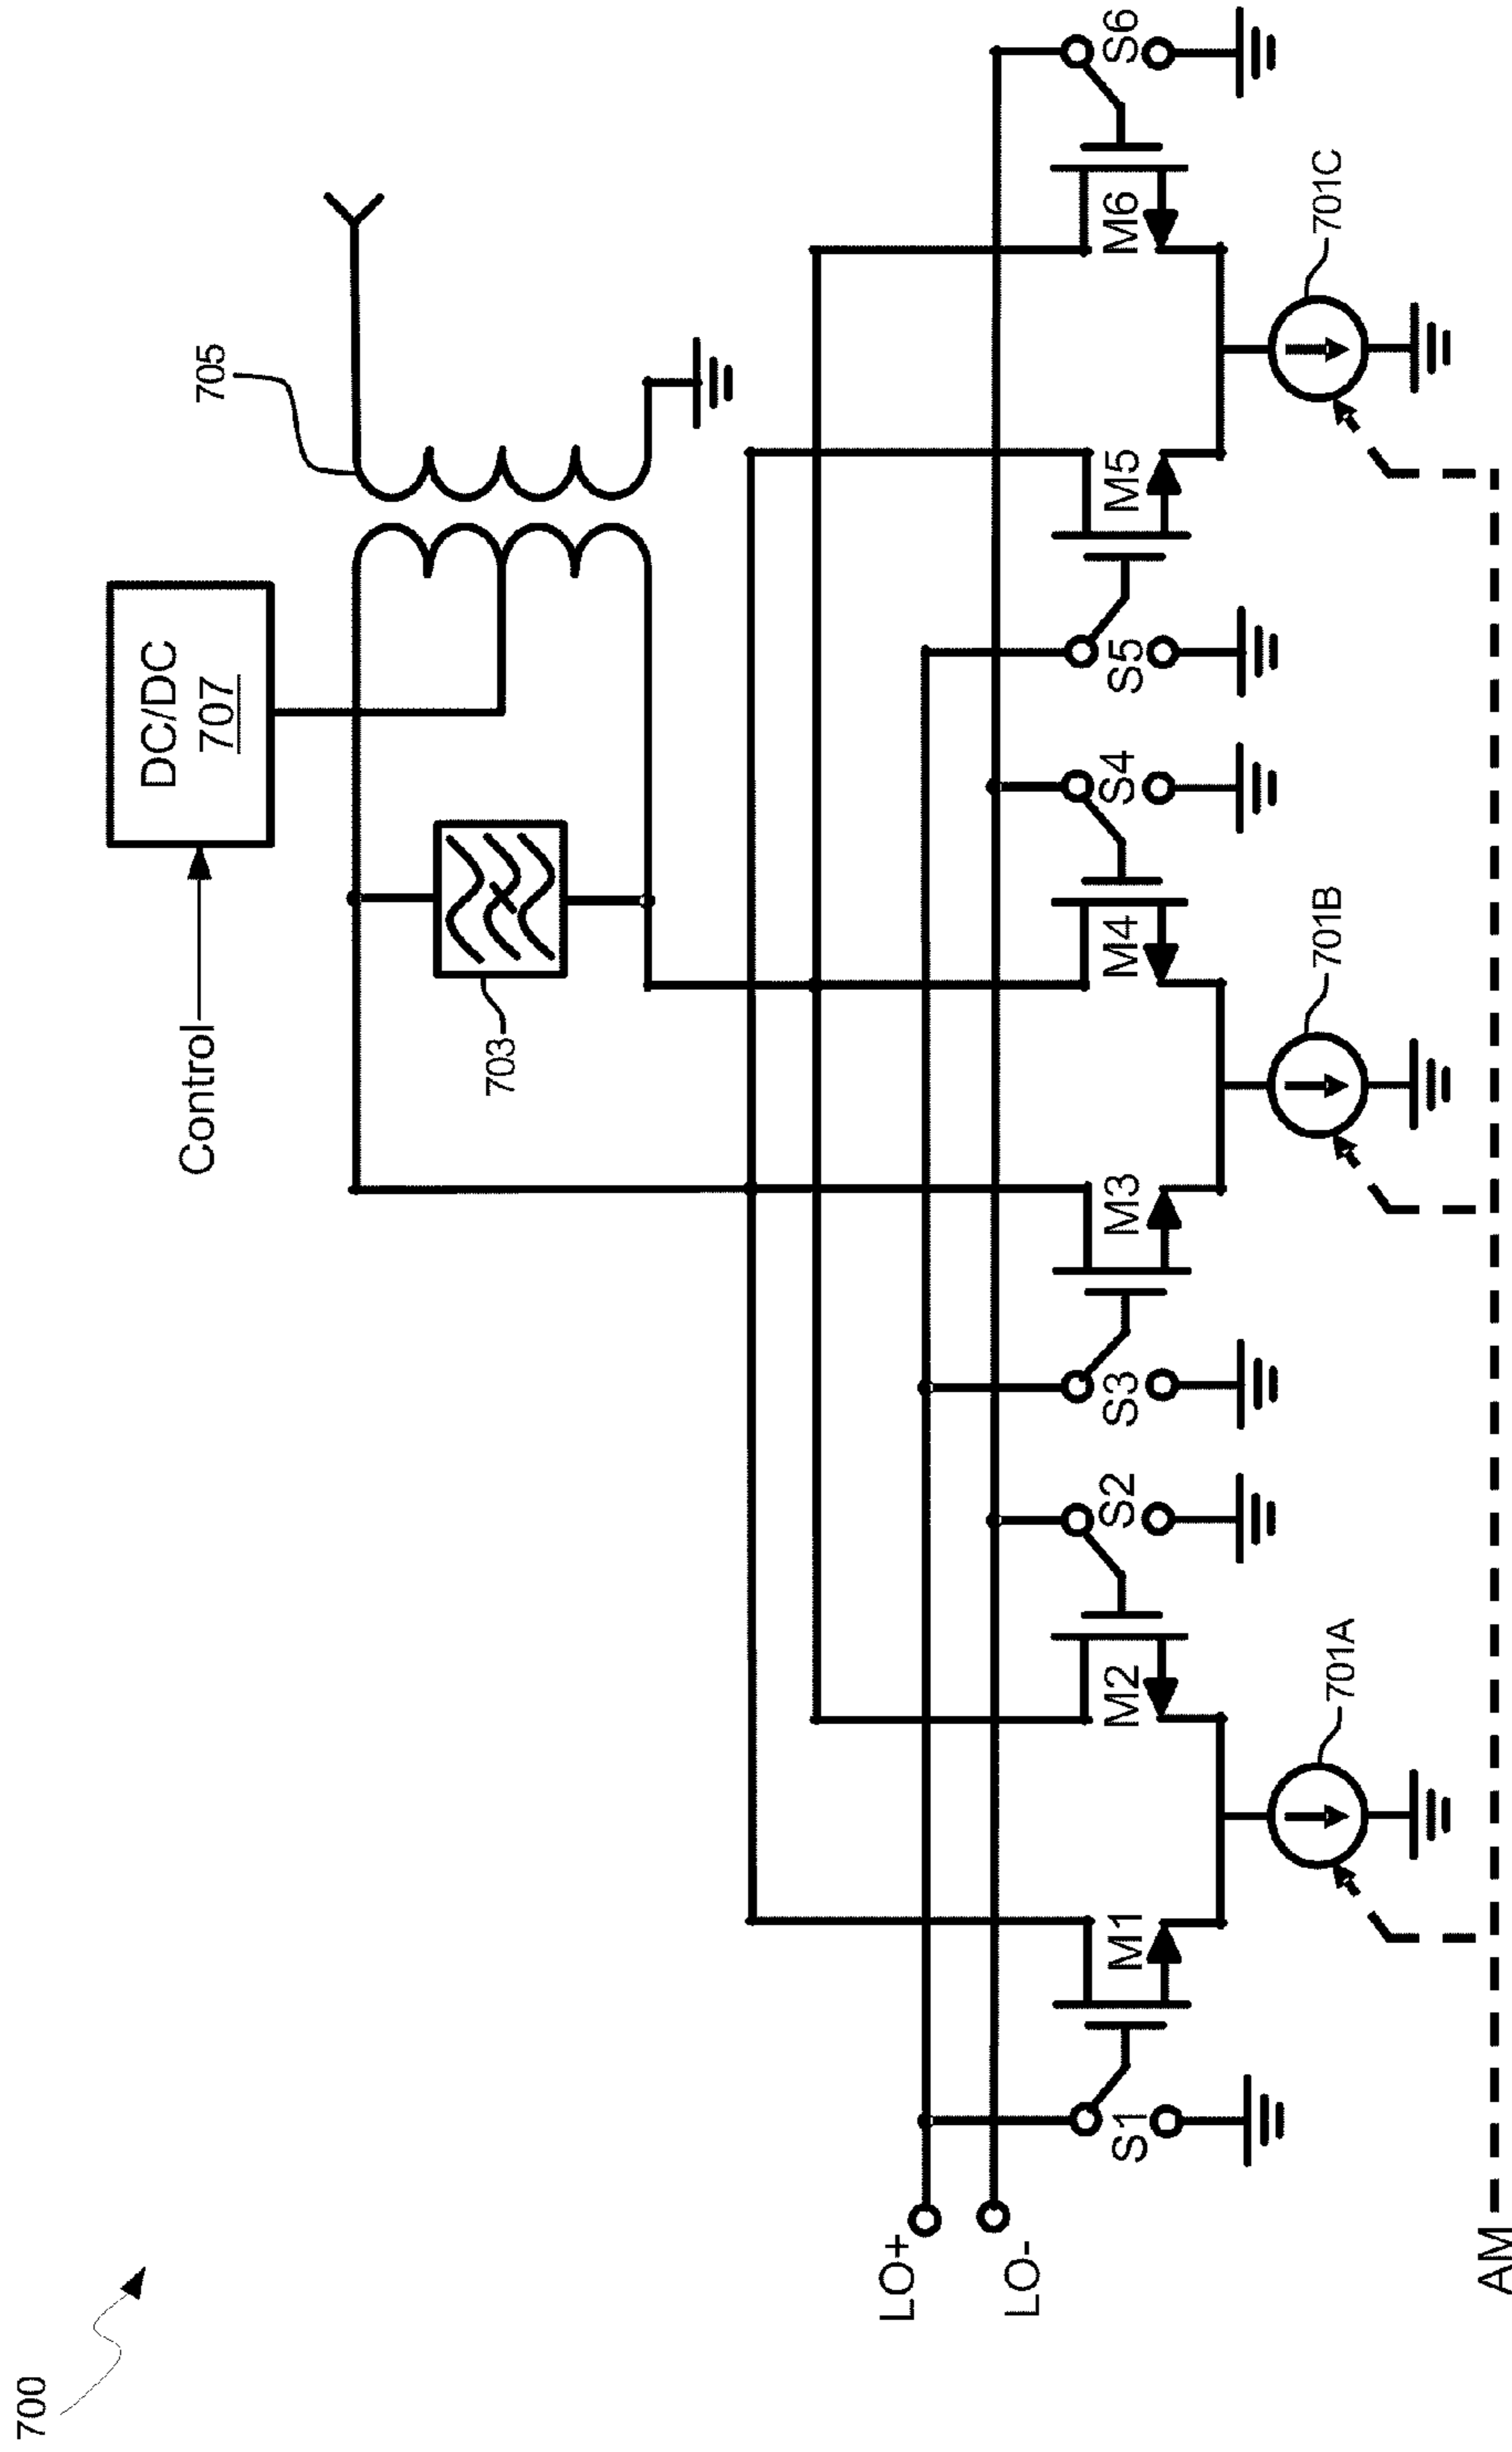 700
DC/DC
707
Control
705
703
LO+
LO-
S1
M1
M2
S2
S3
M3
M4
S4
S5
M5
M6
S6
701A
701B
701C
AM